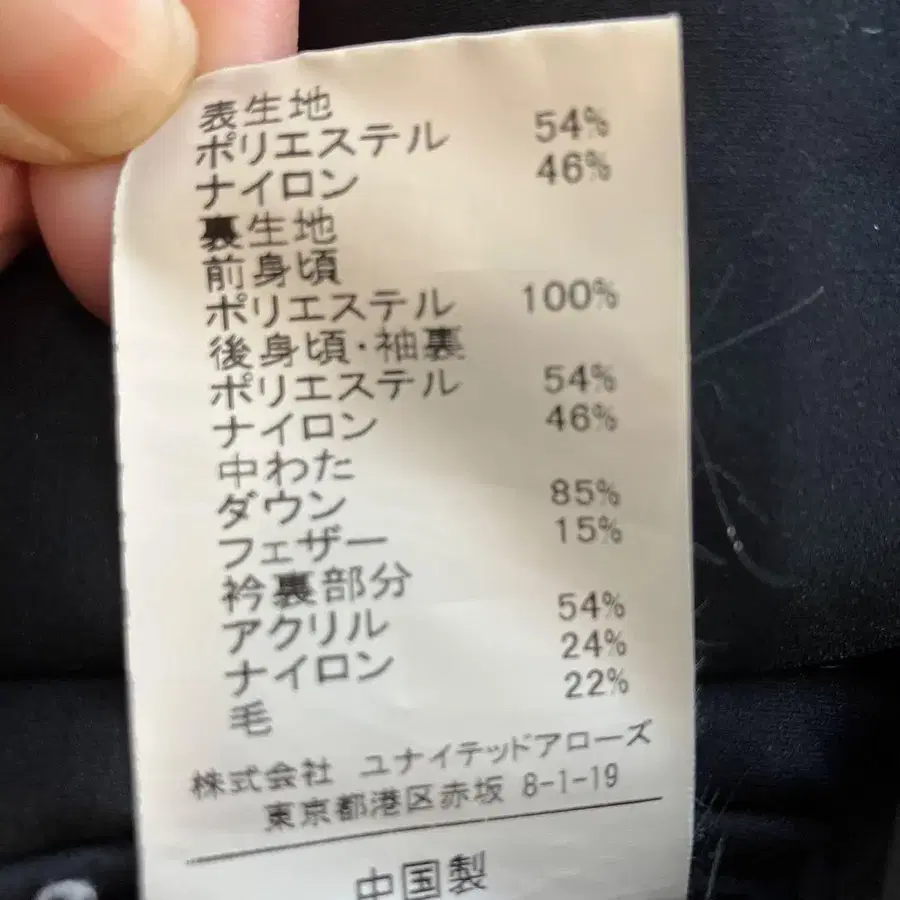 表生地
ポリエステル 54%
ナイロン 46%
裏生地
前身頃
ポリエステル 100%
後身頃・袖裏
ポリエステル 54%
ナイロン 46%
中わた
ダウン 85%
フェザー 15%
衿裏部分
アクリル 54%
ナイロン 24%
毛 22%
株式会社 ユナイテッドアローズ
東京都港区赤坂 8-1-19
中国製